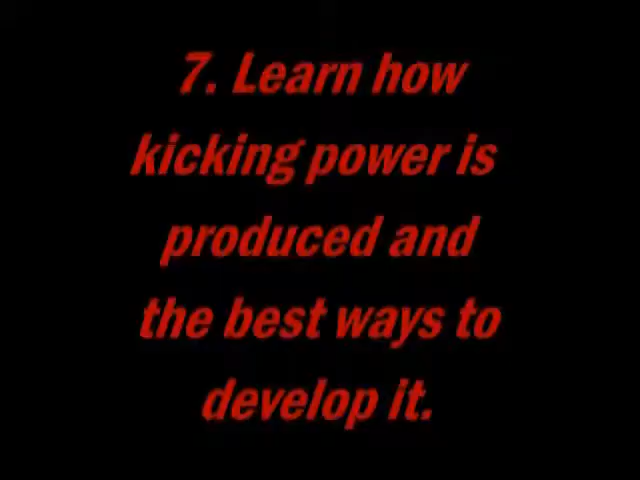 7. Learn how
kicking power is
produced and
the best ways to
develop it.